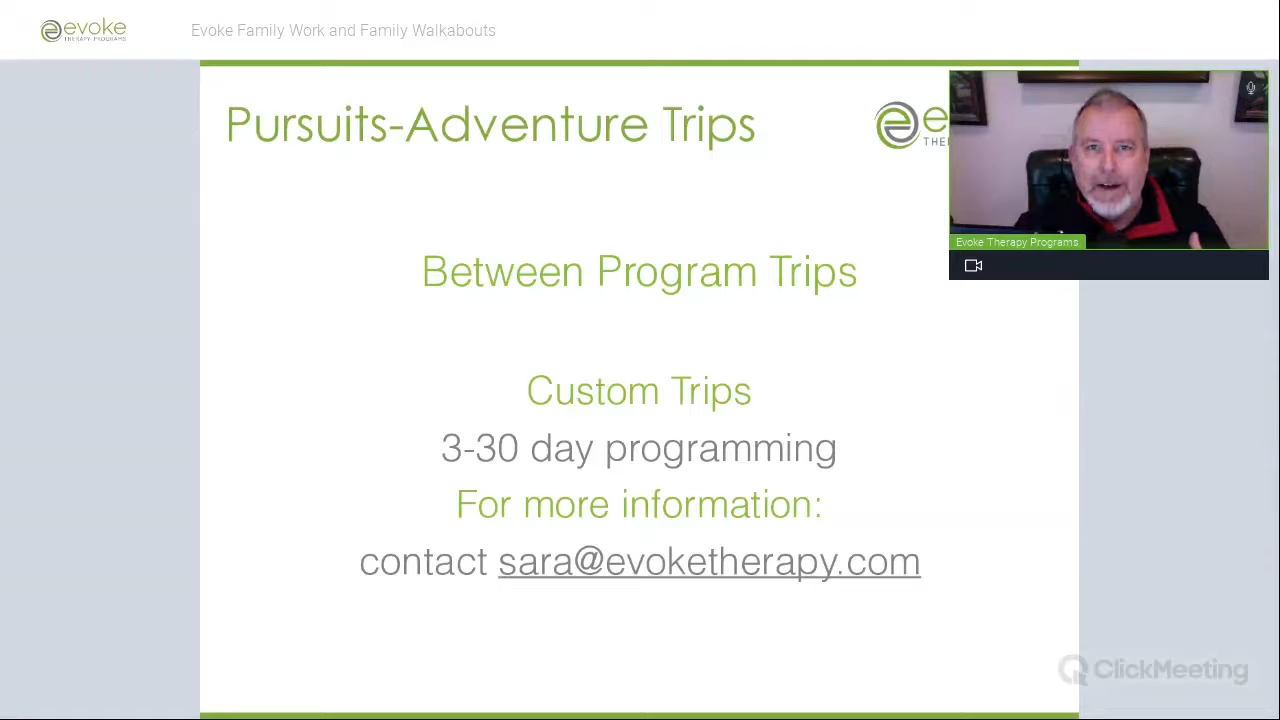 evoke
THERAPY PROGRAMS
Evoke Family Work and Family Walkabouts
Pursuits-Adventure Trips
e
THE
Evoke Therapy Programs
Between Program Trips
Custom Trips
3-30 day programming
For more information:
contact sara@evoketherapy.com
ClickMeeting